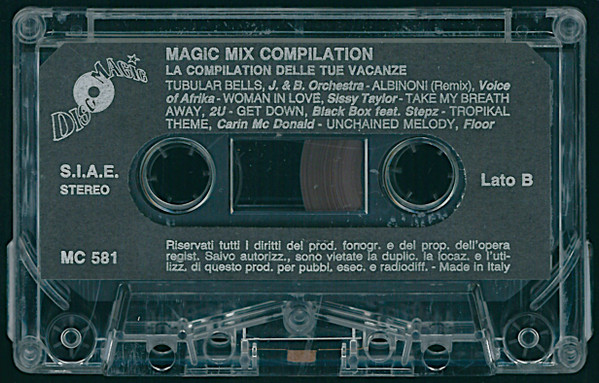 DISCO MAGIC
MAGIC MIX COMPILATION
LA COMPILATION DELLE TUE VACANZE
TUBULAR BELLS, J. & B. Orchestra - ALBINONI (Remix), Voice
of Afrika - WOMAN IN LOVE, Sissy Taylor - TAKE MY BREATH
AWAY, 2U - GET DOWN, Black Box feat. Stepz - TROPIKAL
THEME, Carin Mc Donald - UNCHAINED MELODY, Floor
S.I.A.E.
STEREO
Lato B
MC 581
Riservati tutti i diritti dei prod. fonogr. e del prop. dell'opera
regist. Salvo autorizz., sono vietate la duplic. la locaz. e l'uti-
lizz. di questo prod. per pubbl. esec. e radiodiff. - Made in Italy